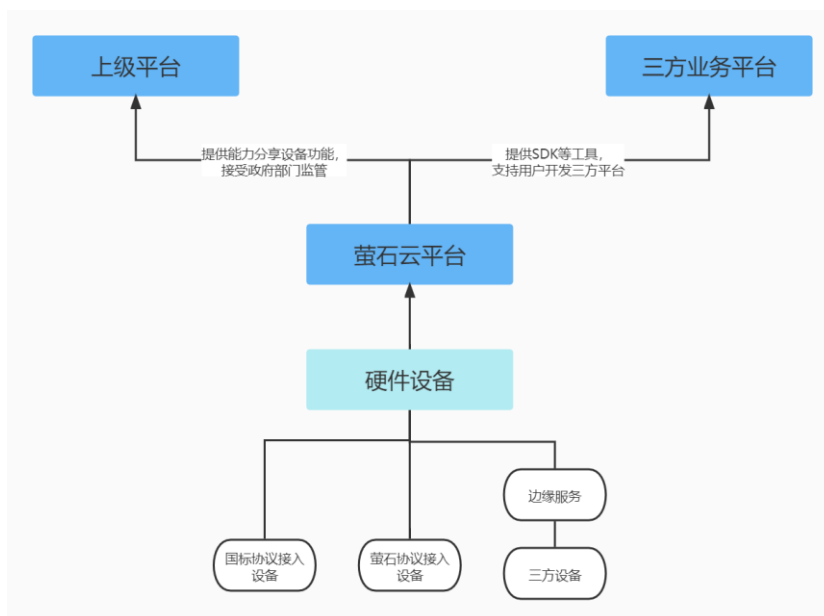 上级平台
三方业务平台
提供能力分享设备功能，
接受政府部门监管
提供SDK等工具，
支持用户开发三方平台
萤石云平台
硬件设备
边缘服务
国标协议接入
设备
萤石协议接入
设备
三方设备